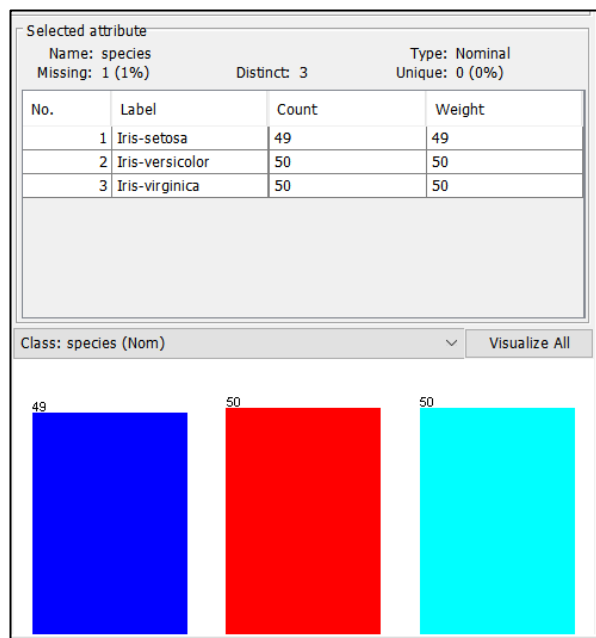 Selected attribute
Name: species Type: Nominal
Missing: 1 (1%) Distinct: 3 Unique: 0 (0%)
No. Label Count Weight
1 Iris-setosa 49 49
2 Iris-versicolor 50 50
3 Iris-virginica 50 50
Class: species (Nom) Visualize All
49 50 50